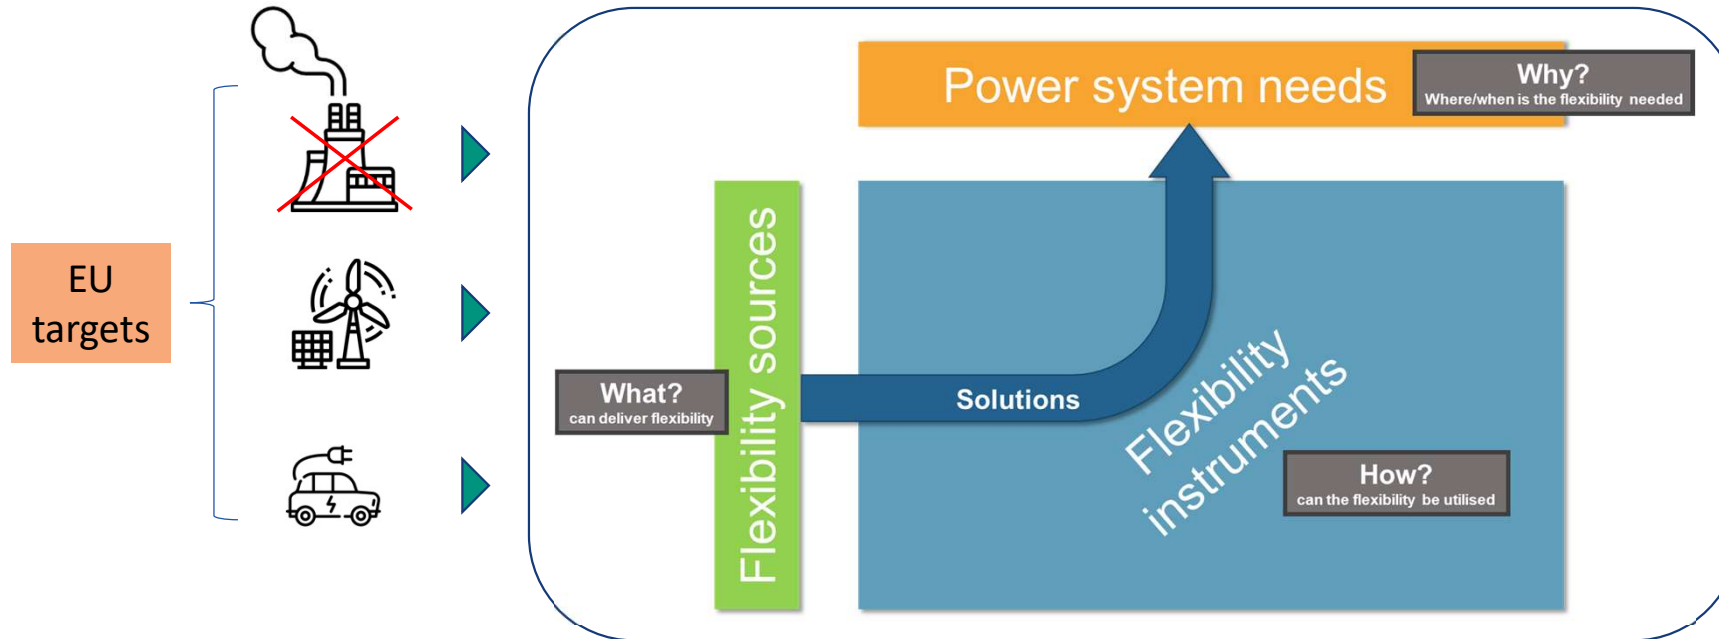 EU
targets
Power system needs
Why?
Where/when is the flexibility needed
What?
can deliver flexibility
Flexibility sources
Solutions
Flexibility
instruments
How?
can the flexibility be utilised